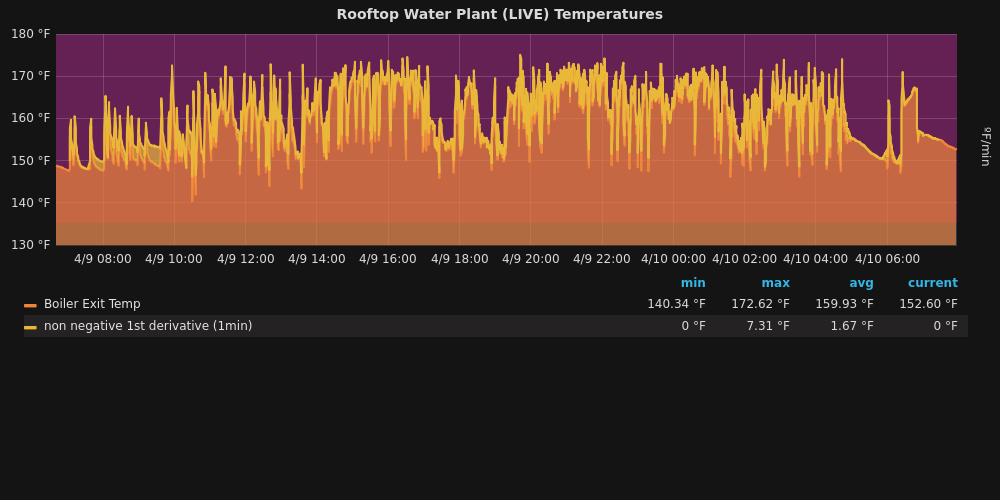 Rooftop Water Plant (LIVE) Temperatures
180 °F
170 °F
160 °F
150 °F
140 °F
130 °F
ºF/min
4/9 08:00 4/9 10:00 4/9 12:00 4/9 14:00 4/9 16:00 4/9 18:00 4/9 20:00 4/9 22:00 4/10 00:00 4/10 02:00 4/10 04:00 4/10 06:00
min max avg current
Boiler Exit Temp 140.34 °F 172.62 °F 159.93 °F 152.60 °F
non negative 1st derivative (1min) 0 °F 7.31 °F 1.67 °F 0 °F